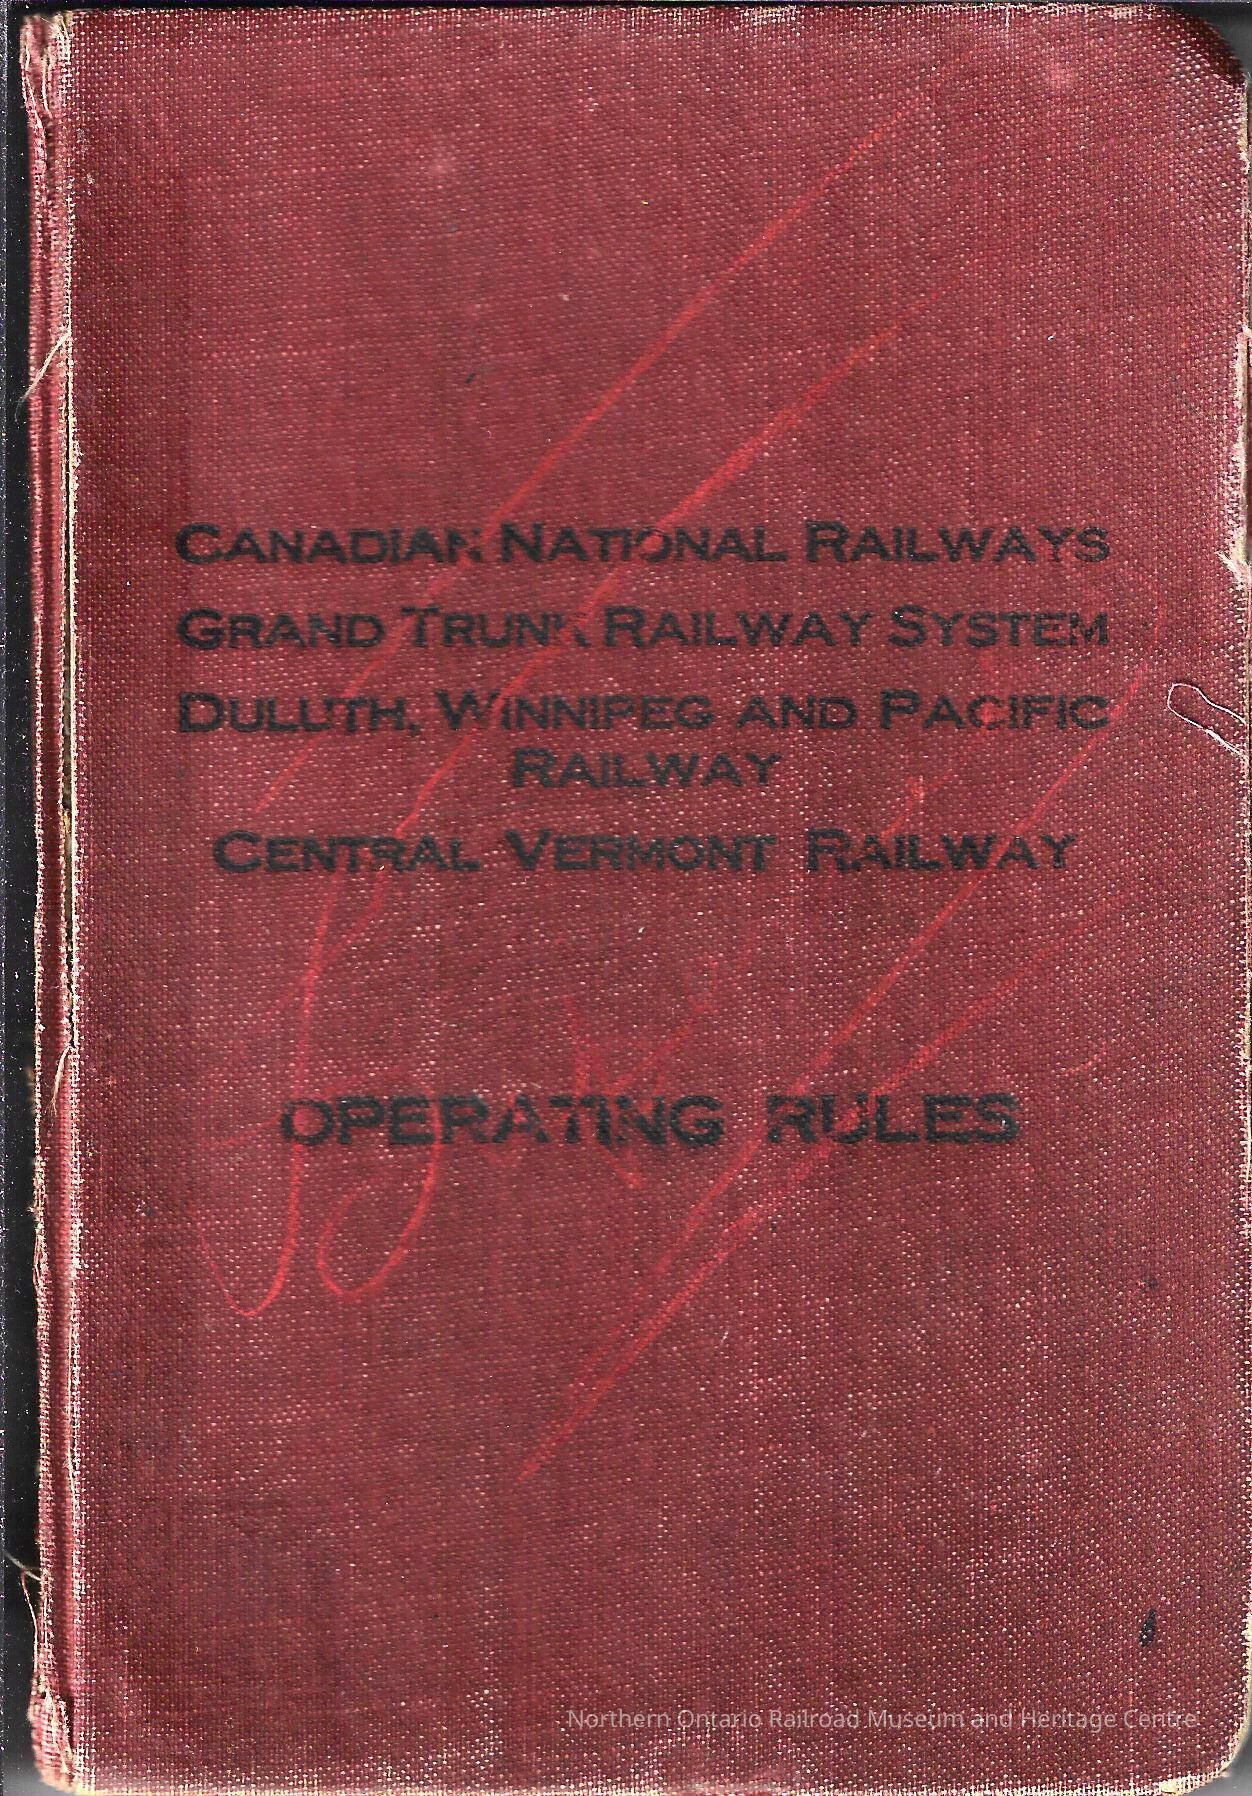 CANADIAN NATIONAL RAILWAYS
GRAND TRUNK RAILWAY SYSTEM
DULUTH, WINNIPEG AND PACIFIC
RAILWAY
CENTRAL VERMONT RAILWAY
OPERATING RULES
Northern Ontario Railroad Museum and Heritage Centre